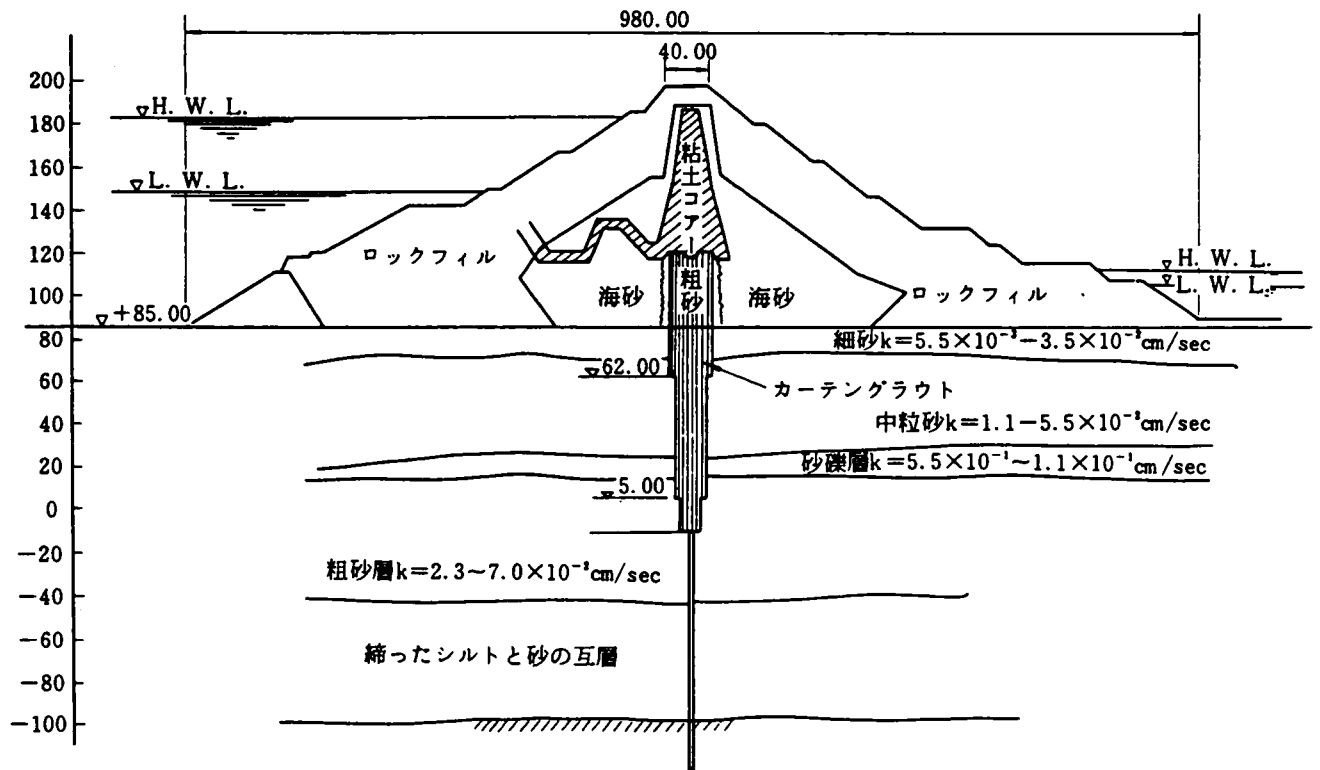 980.00
40.00
200
180
160
140
120
100
80
60
40
20
0
−20
−40
−60
−80
−100
H. W. L.
L. W. L.
+85.00
ロックフィル
粘土コアー
粗砂
海砂
海砂
ロックフィル
H. W. L.
L. W. L.
細砂k=5.5×10⁻³−3.5×10⁻²cm/sec
62.00
カーテングラウト
中粒砂k=1.1−5.5×10⁻²cm/sec
砂礫層k=5.5×10⁻¹~1.1×10⁻¹cm/sec
5.00
粗砂層k=2.3~7.0×10⁻²cm/sec
締ったシルトと砂の互層